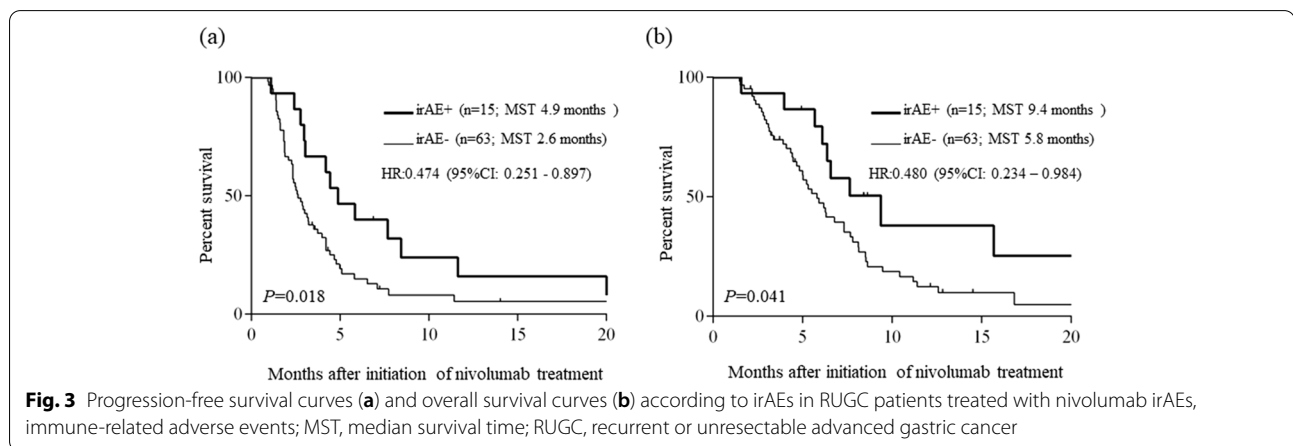 (a)
100
50
0
Percent survival
irAE+ (n=15; MST 4.9 months )
irAE- (n=63; MST 2.6 months)
HR:0.474 (95%CI: 0.251 - 0.897)
P=0.018
0 5 10 15 20
Months after initiation of nivolumab treatment
(b)
100
50
0
Percent survival
irAE+ (n=15; MST 9.4 months )
irAE- (n=63; MST 5.8 months)
HR:0.480 (95%CI: 0.234 – 0.984)
P=0.041
0 5 10 15 20
Months after initiation of nivolumab treatment
Fig. 3 Progression-free survival curves (a) and overall survival curves (b) according to irAEs in RUGC patients treated with nivolumab irAEs,
immune-related adverse events; MST, median survival time; RUGC, recurrent or unresectable advanced gastric cancer